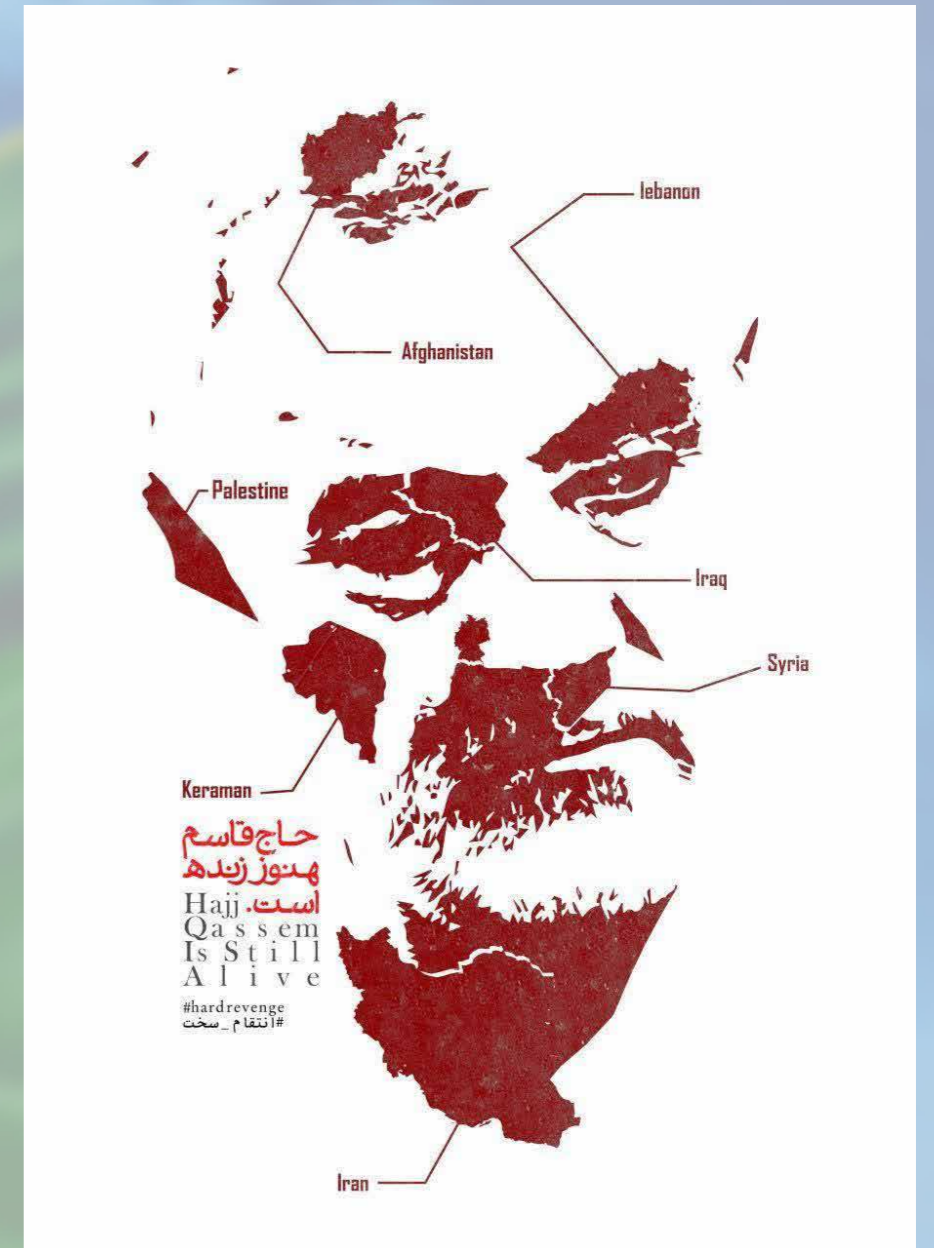 lebanon
Afghanistan
Palestine
Iraq
Syria
Keraman
حاج قاسم
هنوز زنده
است. Hajj
Qassem
Is Still
Alive
#hardrevenge
#انتقام_سخت
Iran